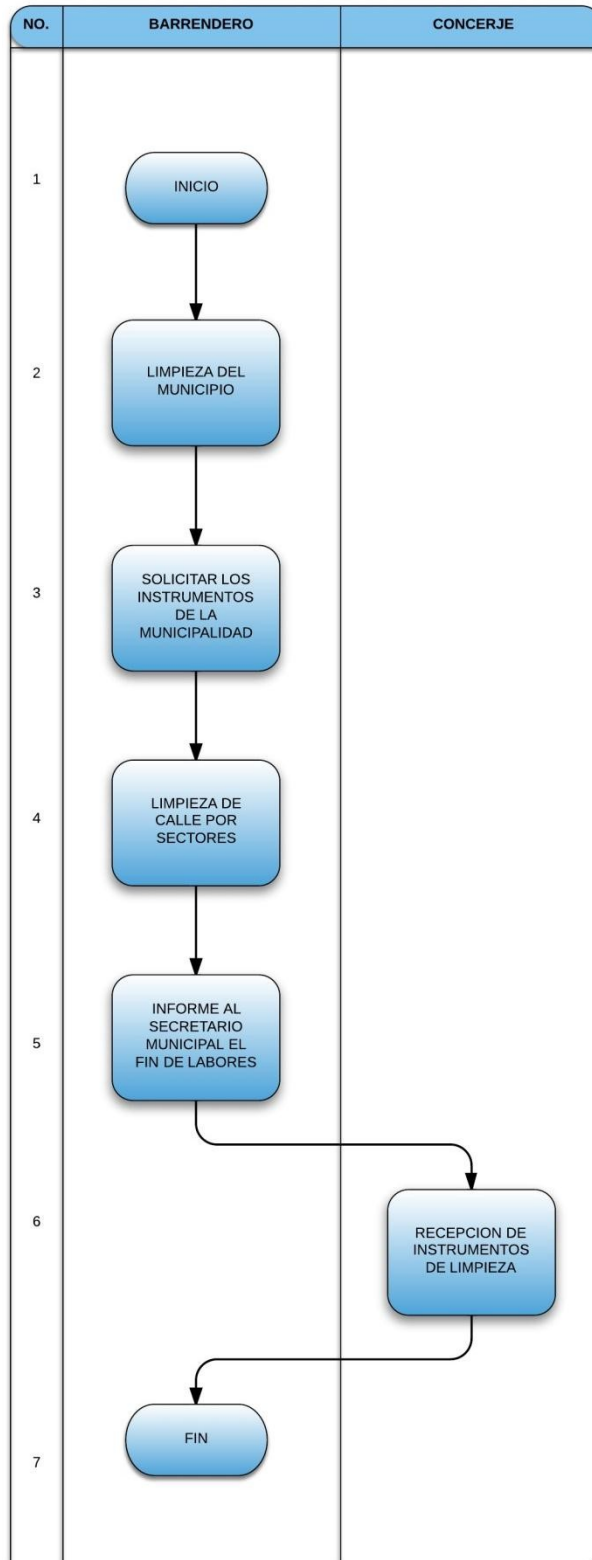 NO.
BARRENDERO
CONCERJE
1
INICIO
2
LIMPIEZA DEL
MUNICIPIO
3
SOLICITAR LOS
INSTRUMENTOS
DE LA
MUNICIPALIDAD
4
LIMPIEZA DE
CALLE POR
SECTORES
5
INFORME AL
SECRETARIO
MUNICIPAL EL
FIN DE LABORES
6
RECEPCION DE
INSTRUMENTOS
DE LIMPIEZA
7
FIN